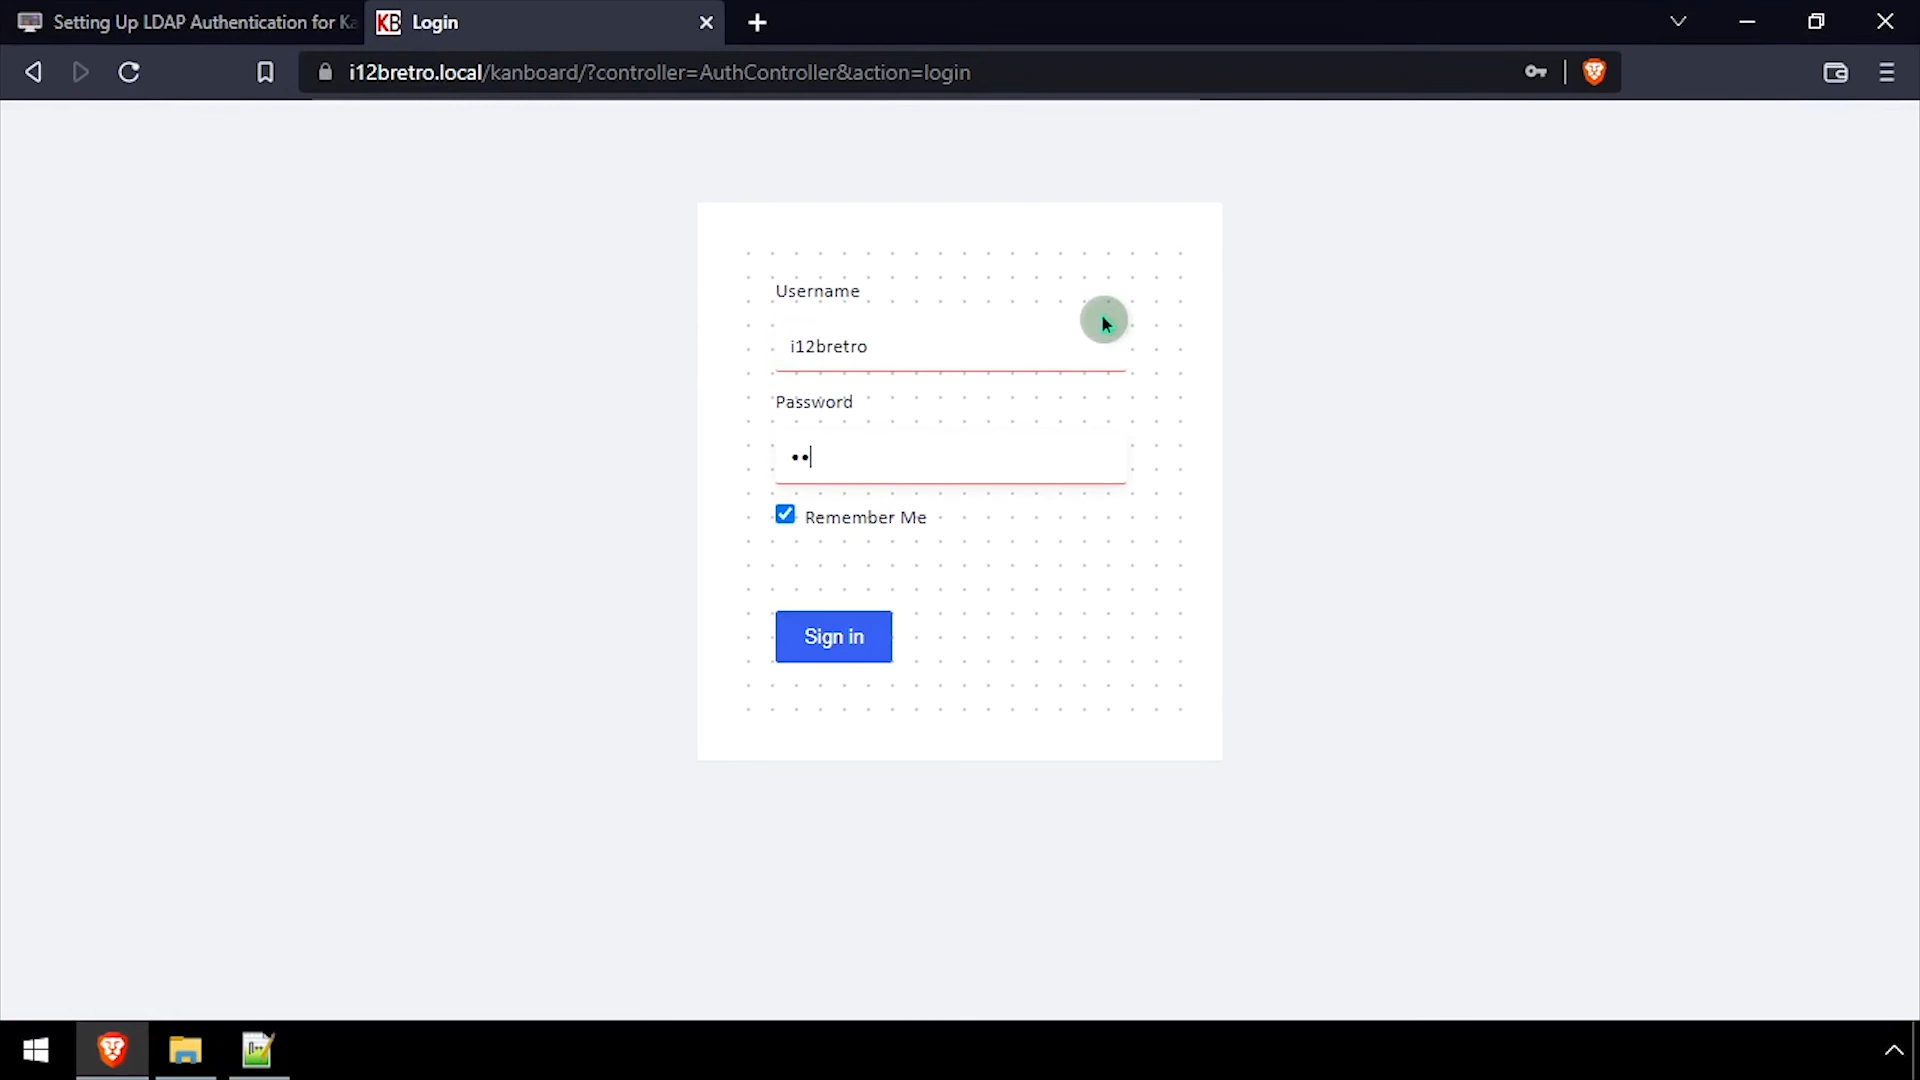 Setting Up LDAP Authentication for Ka
KB Login
i12bretro.local/kanboard/?controller=AuthController&action=login
Username
i12bretro
Password
••
Remember Me
Sign in